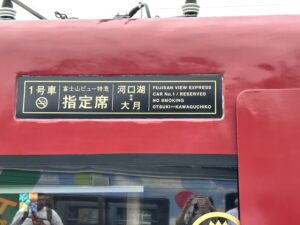 1号車
富士山ビュー特急
指定席
河口湖
↕
大月
FUJISAN VIEW EXPRESS
CAR No.1 / RESERVED
NO SMOKING
OTSUKI↔KAWAGUCHIKO